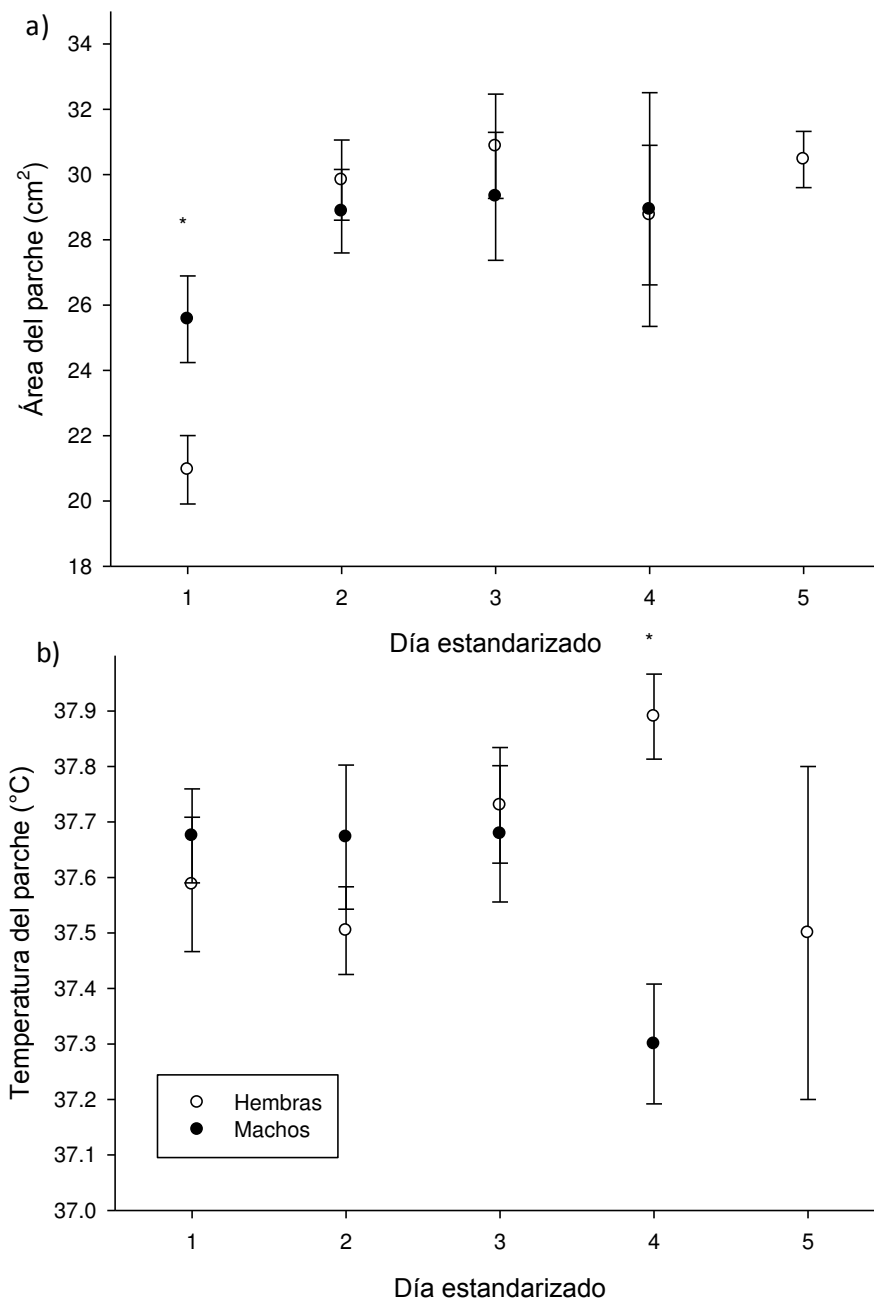 a)
34
32
30
28
26
24
22
20
18
Área del parche (cm²)
*
1 2 3 4 5
Día estandarizado
b)
*
37.9
37.8
37.7
37.6
37.5
37.4
37.3
37.2
37.1
37.0
Temperatura del parche (°C)
Hembras
Machos
1 2 3 4 5
Día estandarizado